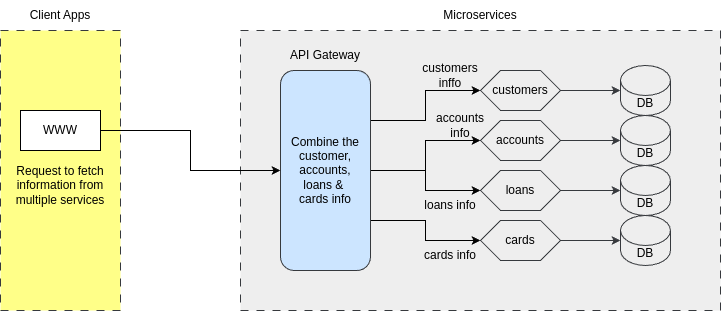 Client Apps
Microservices
API Gateway
WWW
Request to fetch
information from
multiple services
Combine the
customer,
accounts,
loans &
cards info
customers
inffo
customers
DB
accounts
info
accounts
DB
loans info
loans
DB
cards info
cards
DB